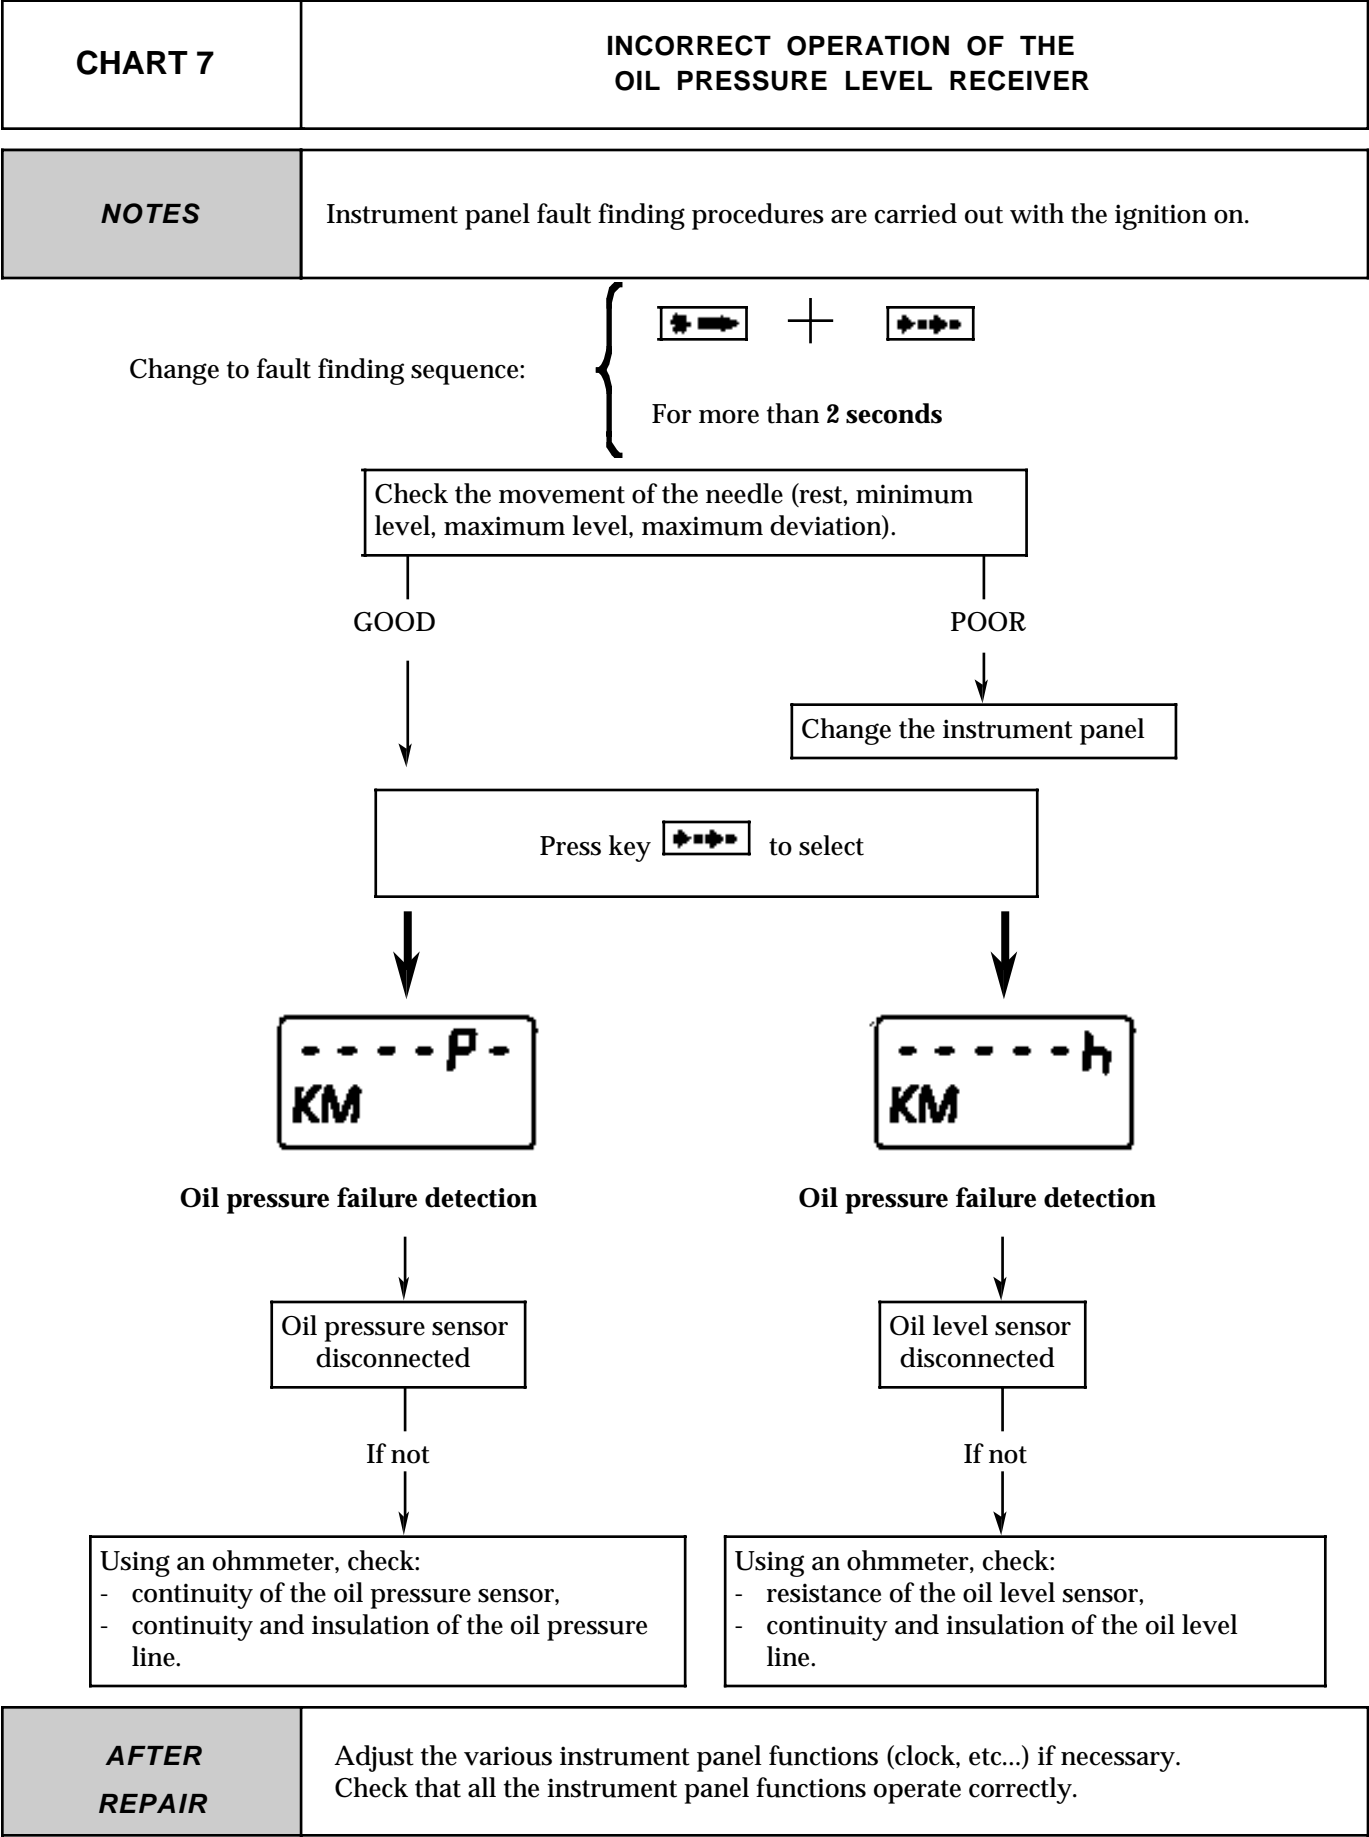 CHART 7
INCORRECT OPERATION OF THE
OIL PRESSURE LEVEL RECEIVER
NOTES
Instrument panel fault finding procedures are carried out with the ignition on.
Change to fault finding sequence:
For more than 2 seconds
Check the movement of the needle (rest, minimum
level, maximum level, maximum deviation).
GOOD
POOR
Change the instrument panel
Press key to select
- - - - P -
KM
- - - - - h
KM
Oil pressure failure detection
Oil pressure failure detection
Oil pressure sensor
disconnected
Oil level sensor
disconnected
If not
If not
Using an ohmmeter, check:
- continuity of the oil pressure sensor,
- continuity and insulation of the oil pressure
line.
Using an ohmmeter, check:
- resistance of the oil level sensor,
- continuity and insulation of the oil level
line.
AFTER
REPAIR
Adjust the various instrument panel functions (clock, etc...) if necessary.
Check that all the instrument panel functions operate correctly.